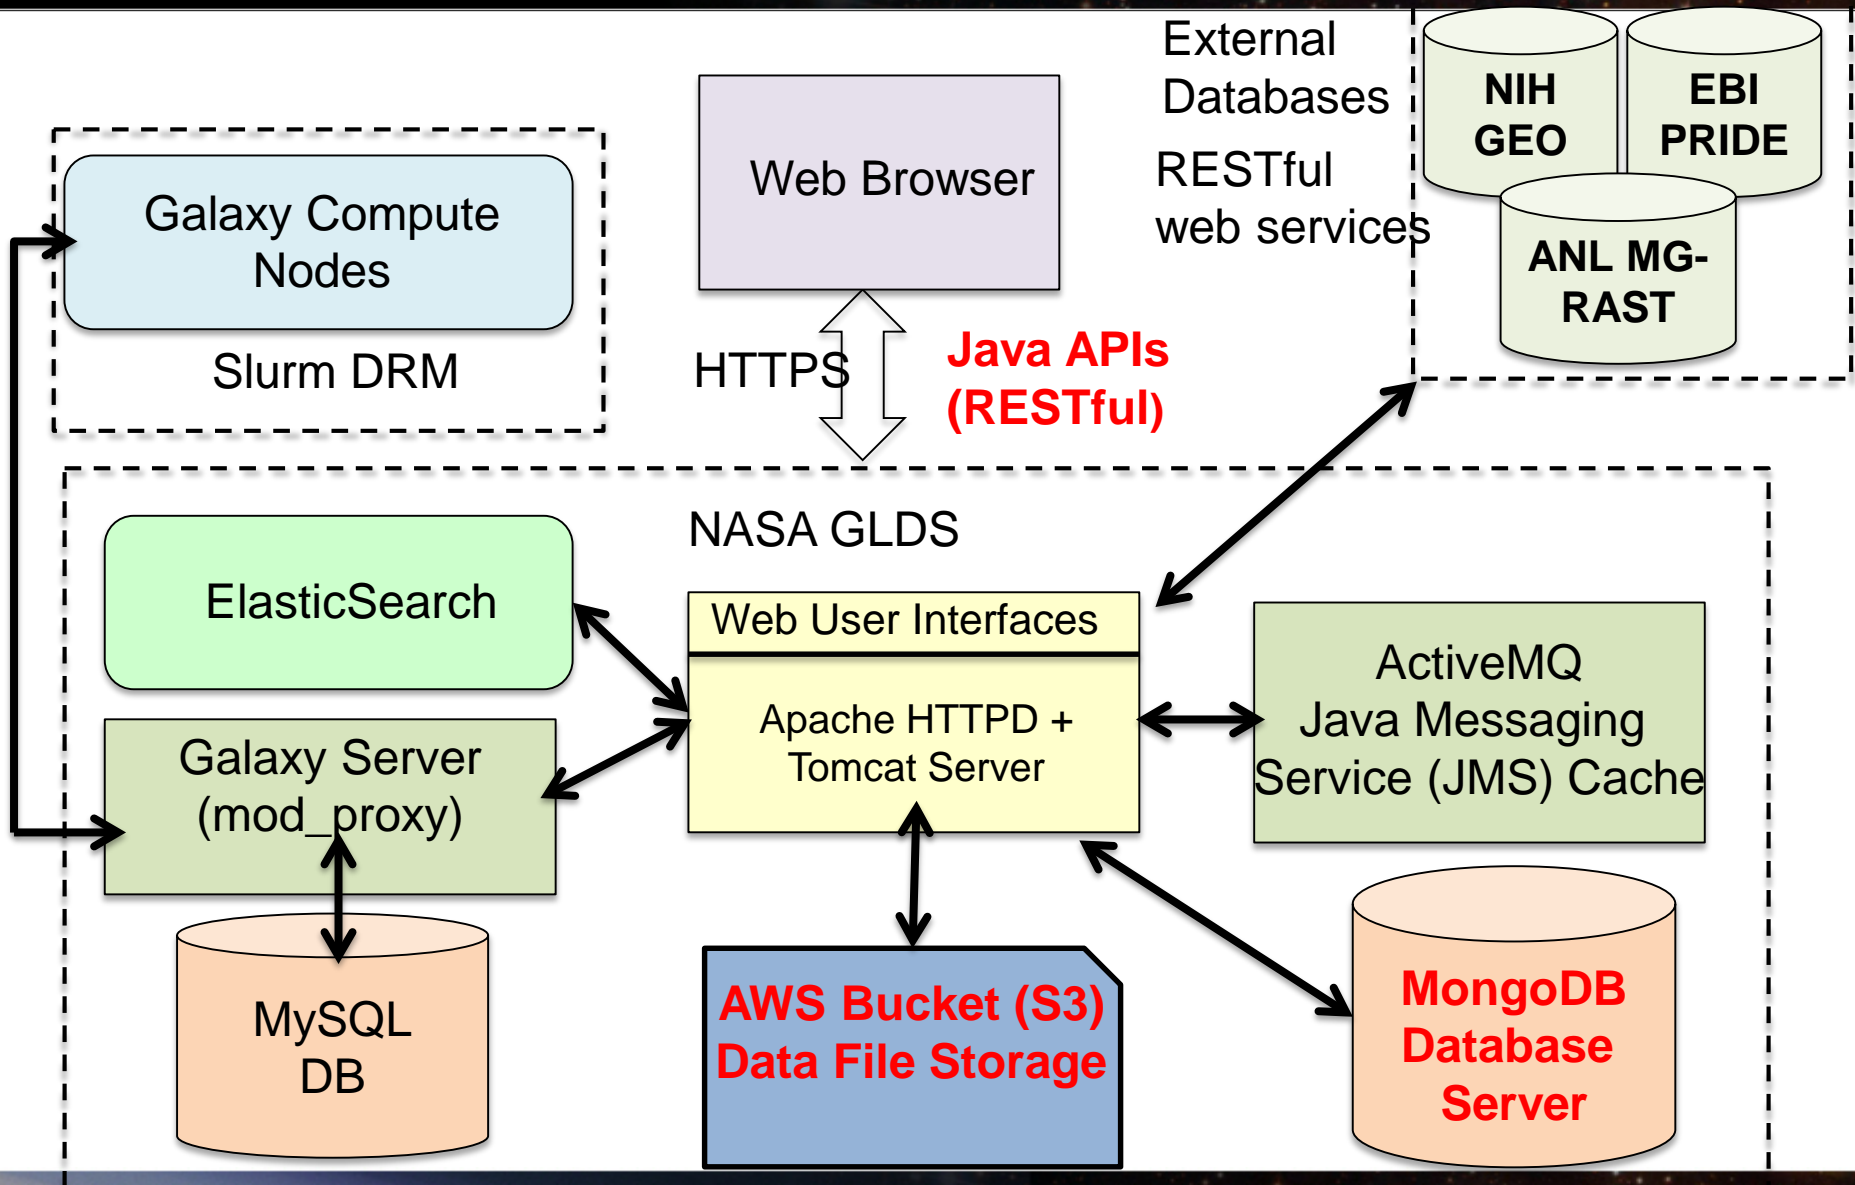 External
Databases
RESTful
web services
NIH
GEO
EBI
PRIDE
ANL MG-
RAST
Web Browser
Galaxy Compute
Nodes
Slurm DRM
HTTPS
Java APIs
(RESTful)
NASA GLDS
ElasticSearch
Web User Interfaces
Apache HTTPD +
Tomcat Server
ActiveMQ
Java Messaging
Service (JMS) Cache
Galaxy Server
(mod_proxy)
MySQL
DB
AWS Bucket (S3)
Data File Storage
MongoDB
Database
Server